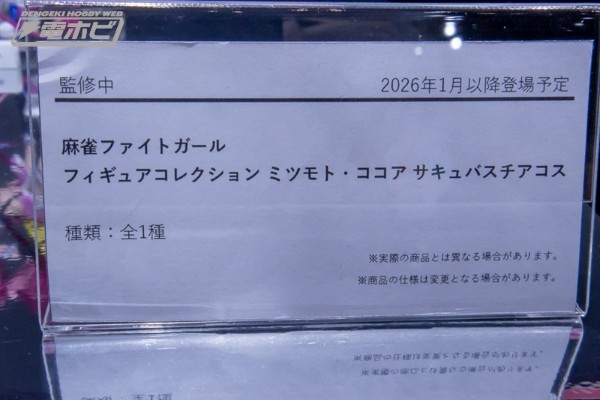 DENGEKI HOBBY WEB
電ホビ
監修中
2026年1月以降登場予定
麻雀ファイトガール
フィギュアコレクション ミツモト・ココア サキュバスチアコス
種類：全1種
※実際の商品とは異なる場合があります。
※商品の仕様は変更となる場合があります。